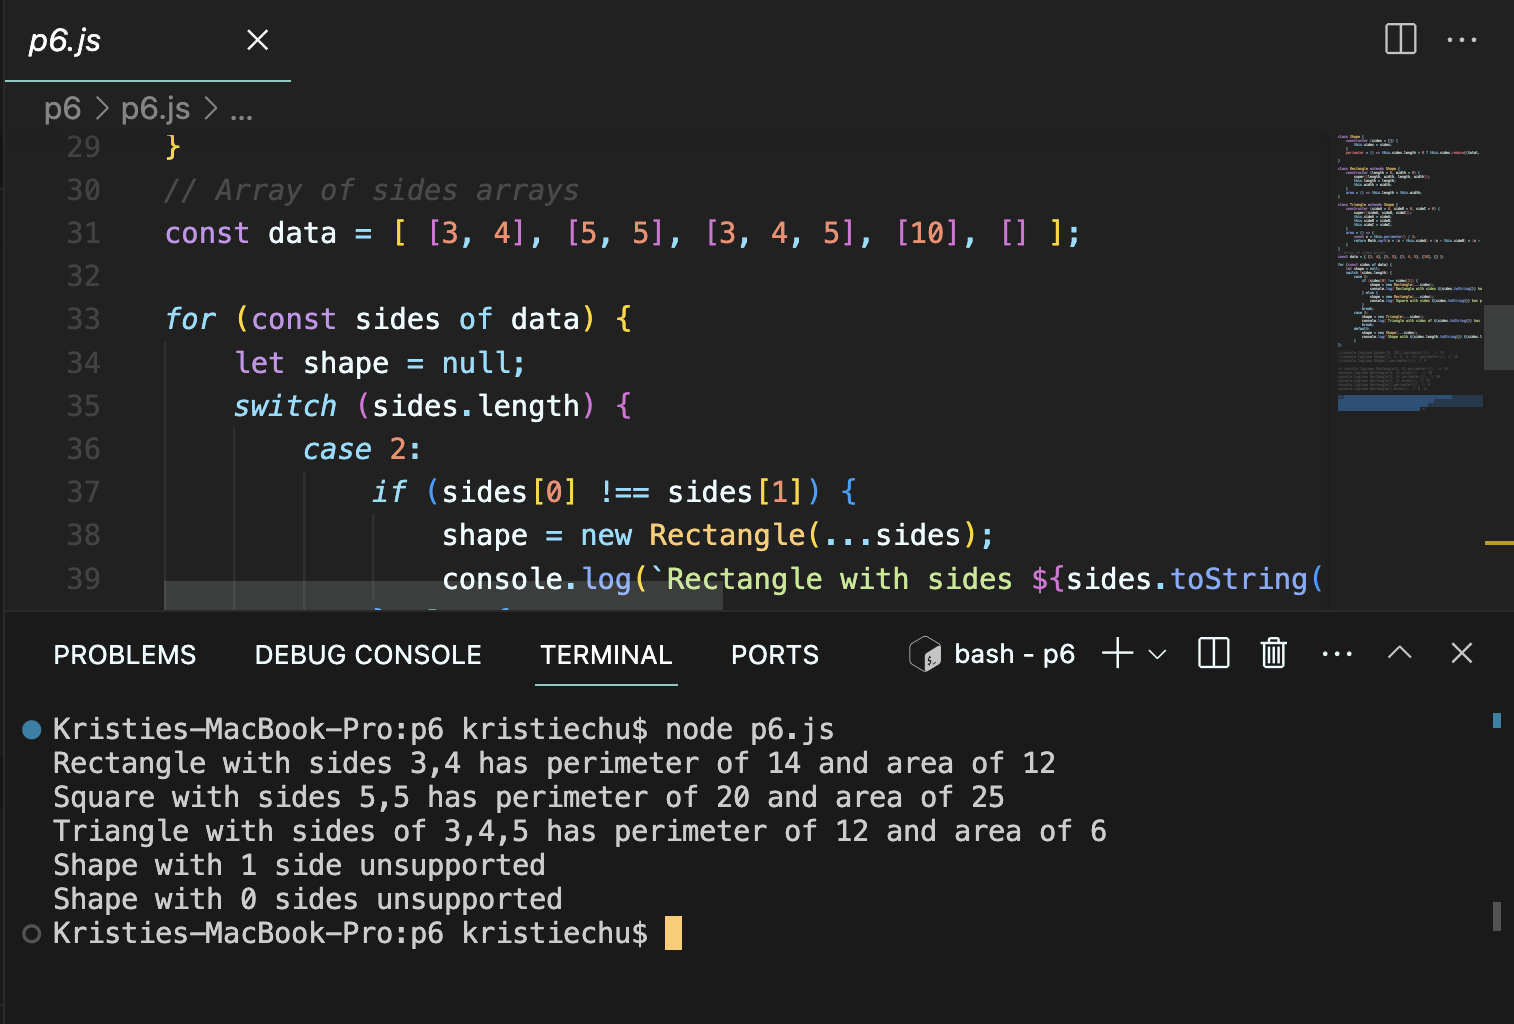 p6.js
p6 > p6.js > ...
29 }
30 // Array of sides arrays
31 const data = [ [3, 4], [5, 5], [3, 4, 5], [10], [] ];
32
33 for (const sides of data) {
34 let shape = null;
35 switch (sides.length) {
36 case 2:
37 if (sides[0] !== sides[1]) {
38 shape = new Rectangle(...sides);
39 console.log(`Rectangle with sides ${sides.toString(
PROBLEMS DEBUG CONSOLE TERMINAL PORTS bash - p6
Kristies-MacBook-Pro:p6 kristiechu$ node p6.js
Rectangle with sides 3,4 has perimeter of 14 and area of 12
Square with sides 5,5 has perimeter of 20 and area of 25
Triangle with sides of 3,4,5 has perimeter of 12 and area of 6
Shape with 1 side unsupported
Shape with 0 sides unsupported
Kristies-MacBook-Pro:p6 kristiechu$